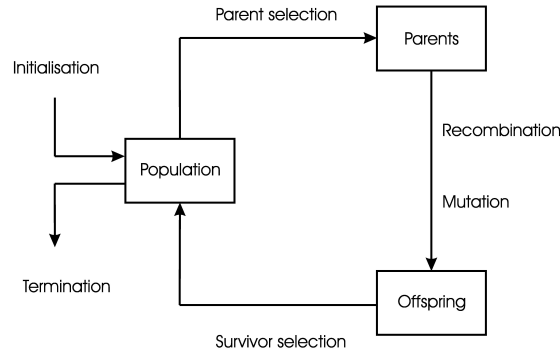 Parent selection
Parents
Initialisation
Recombination
Population
Mutation
Termination
Offspring
Survivor selection